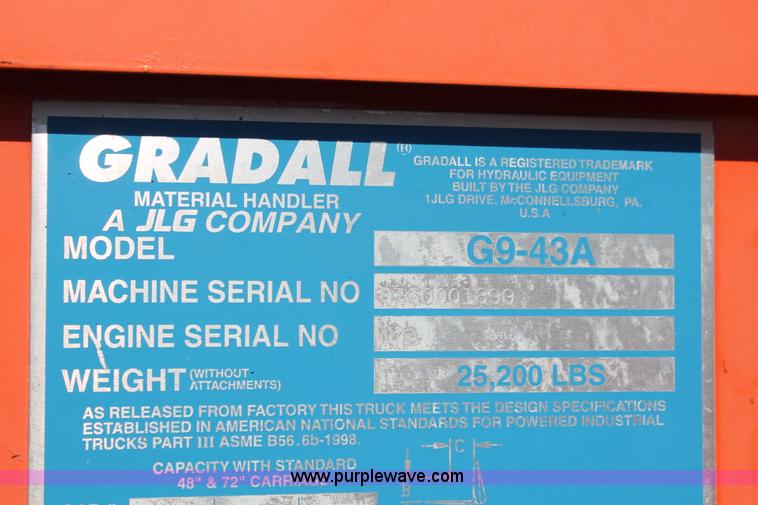 GRADALL®
GRADALL IS A REGISTERED TRADEMARK
FOR HYDRAULIC EQUIPMENT
BUILT BY THE JLG COMPANY
1JLG DRIVE, McCONNELLSBURG, PA.
U.S.A
MATERIAL HANDLER
A JLG COMPANY
MODEL G9-43A
MACHINE SERIAL NO
ENGINE SERIAL NO
WEIGHT (WITHOUT ATTACHMENTS) 25,200 LBS
AS RELEASED FROM FACTORY THIS TRUCK MEETS THE DESIGN SPECIFICATIONS
ESTABLISHED IN AMERICAN NATIONAL STANDARDS FOR POWERED INDUSTRIAL
TRUCKS PART III ASME B56.6b-1998.
CAPACITY WITH STANDARD
48" & 72"
C
B
www.purplewave.com